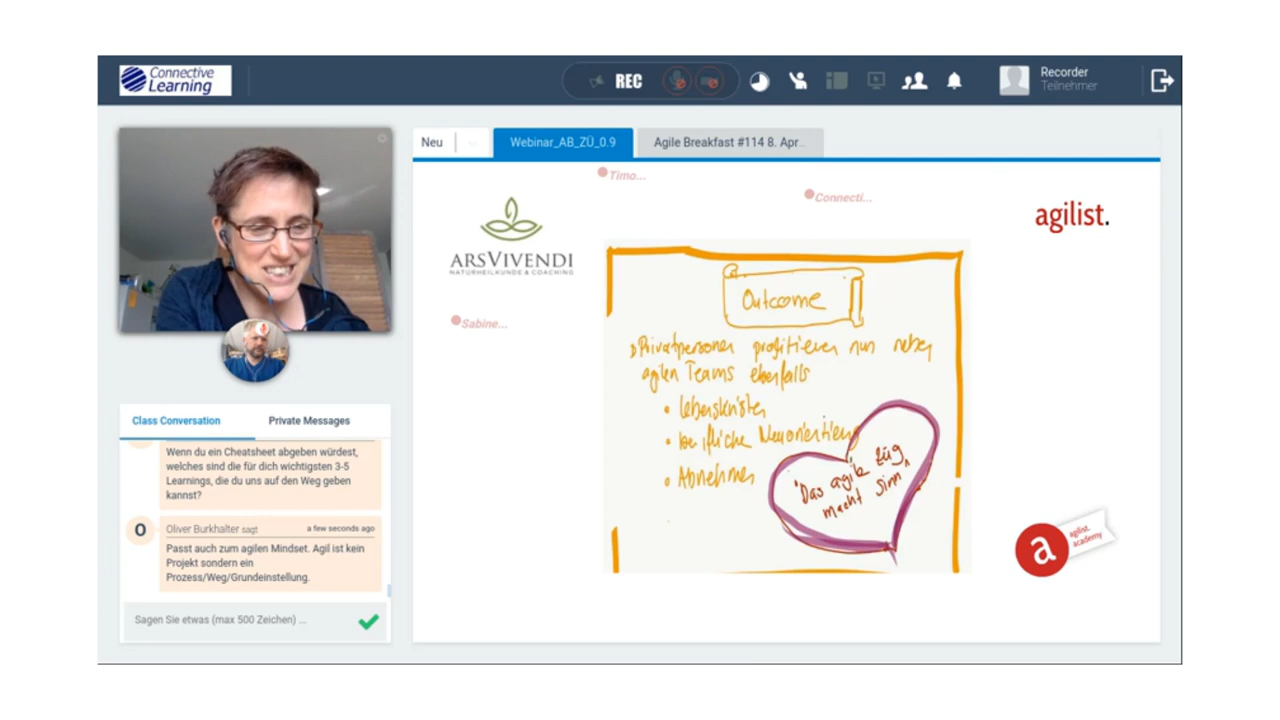 Connective
Learning
REC
Recorder
Teilnehmer
Neu
Webinar_AB_ZÜ_0.9
Agile Breakfast #114 8. Apr...
Timo...
Connecti...
Sabine...
ARSVIVENDI
NATURHEILKUNDE & COACHING
agilist.
Outcome
Privatpersonen profitieren nun neben
agilen Teams ebenfalls
• lebenskrisen
• berufliche Neuorientierung
• Abnehmen
"Das agile Züg
macht Sinn"
a
agilist.
academy
Class Conversation
Private Messages
Wenn du ein Cheatsheet abgeben würdest,
welches sind die für dich wichtigsten 3-5
Learnings, die du uns auf den Weg geben
kannst?
O
Oliver Burkhalter sagt
a few seconds ago
Passt auch zum agilen Mindset. Agil ist kein
Projekt sondern ein
Prozess/Weg/Grundeinstellung.
Sagen Sie etwas (max 500 Zeichen) ...